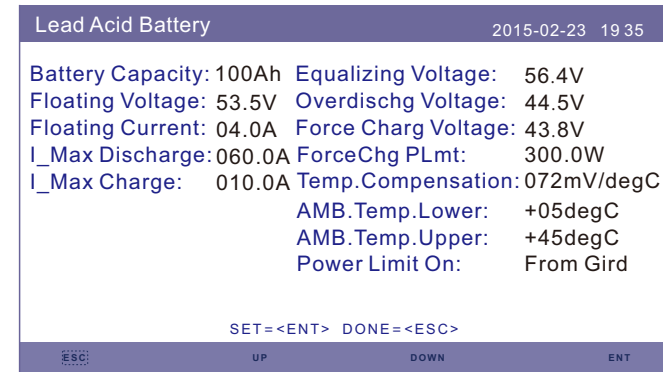 Lead Acid Battery 2015-02-23 19 35
Battery Capacity: 100Ah Equalizing Voltage: 56.4V
Floating Voltage: 53.5V Overdischg Voltage: 44.5V
Floating Current: 04.0A Force Charg Voltage: 43.8V
I_Max Discharge: 060.0A ForceChg PLmt: 300.0W
I_Max Charge: 010.0A Temp.Compensation: 072mV/degC
AMB.Temp.Lower: +05degC
AMB.Temp.Upper: +45degC
Power Limit On: From Gird
SET=<ENT> DONE=<ESC>
ESC UP DOWN ENT